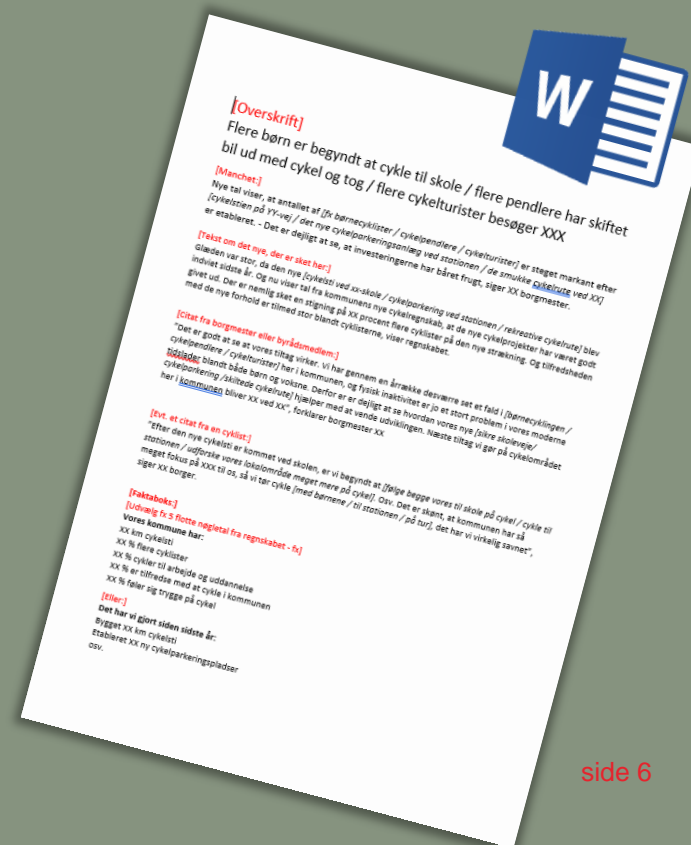 W
[Overskrift]
Flere børn er begyndt at cykle til skole / flere pendlere har skiftet
bil ud med cykel og tog / flere cykelturister besøger XXX
[Manchet:]
Nye tal viser, at antallet af [fx børnecyklister / cykelpendlere / cykelturister] er steget markant efter
[cykelstien på YY-vej / det nye cykelparkeringsanlæg ved stationen / de smukke cykelrute ved XX]
er etableret. - Det er dejligt at se, at investeringerne har båret frugt, siger XX borgmester.
[Tekst om det nye, der er sket her:]
Glæden var stor, da den nye [cykelsti ved xx-skole / cykelparkering ved stationen / rekreative cykelrute] blev
indviet sidste år. Og nu viser tal fra kommunens nye cykelregnskab, at de nye cykelprojekter har været godt
givet ud. Der er nemlig sket en stigning på XX procent flere cyklister på den nye strækning. Og tilfredsheden
med de nye forhold er tilmed stor blandt cyklisterne, viser regnskabet.
[Citat fra borgmester eller byrådsmedlem:]
"Det er godt at se at vores tiltag virker. Vi har gennem en årrække desværre set et fald i [børnecyklingen /
cykelpendlere / cykelturister] her i kommunen, og fysisk inaktivitet er jo et stort problem i vores moderne
tidsalder blandt både børn og voksne. Derfor er er dejligt at se hvordan vores nye [sikre skoleveje/
cykelparkering /skiltede cykelrute] hjælper med at vende udviklingen. Næste tiltag vi gør på cykelområdet
her i kommunen bliver XX ved XX", forklarer borgmester XX
[Evt. et citat fra en cyklist:]
"Efter den nye cykelsti er kommet ved skolen, er vi begyndt at [følge begge vores til skole på cykel / cykle til
stationen / udforske vores lokalområde meget mere på cykel]. Osv. Det er skønt, at kommunen har så
meget fokus på XXX til os, så vi tør cykle [med børnene / til stationen / på tur], det har vi virkelig savnet",
siger XX borger.
[Faktaboks:]
[Udvælg fx 5 flotte nøgletal fra regnskabet - fx]
Vores kommune har:
XX km cykelsti
XX % flere cyklister
XX % cykler til arbejde og uddannelse
XX % er tilfredse med at cykle i kommunen
XX % føler sig trygge på cykel
[Eller:]
Det har vi gjort siden sidste år:
Bygget XX km cykelsti
Etableret XX ny cykelparkeringspladser
osv.
side 6